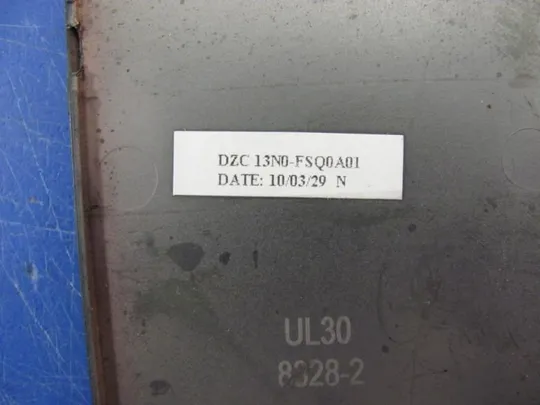 DZC 13N0-FSQ0A01
DATE: 10/03/29 N
UL30
8328-2